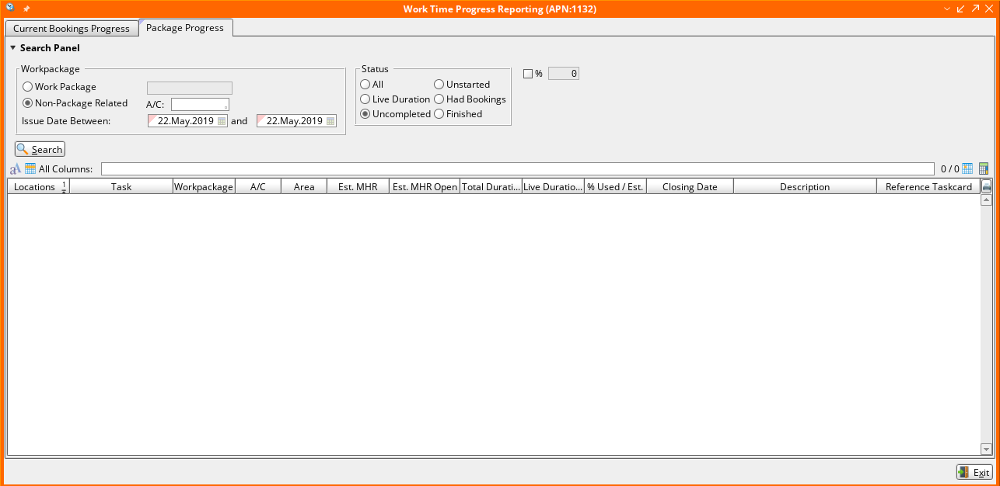 Work Time Progress Reporting (APN:1132)
Current Bookings Progress Package Progress
Search Panel
Workpackage
Work Package
Non-Package Related A/C:
Issue Date Between: 22.May.2019 and 22.May.2019
Status
All Unstarted
Live Duration Had Bookings
Uncompleted Finished
% 0
Search
All Columns: 0 / 0
Locations 1 Task Workpackage A/C Area Est. MHR Est. MHR Open Total Durati... Live Duratio... % Used / Est. Closing Date Description Reference Taskcard
Exit